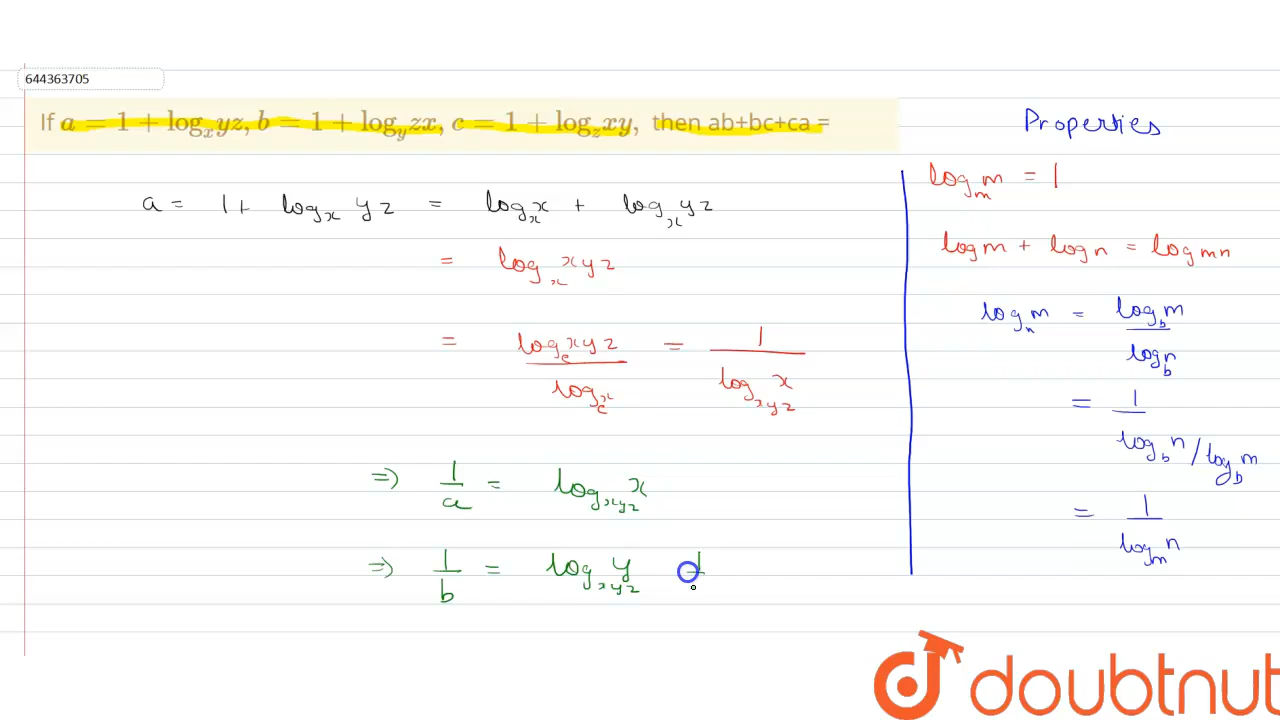 644363705
If a = 1 + log_x yz, b = 1 + log_y zx, c = 1 + log_z xy, then ab+bc+ca =
Properties
a = 1 + log_x yz = log_x x + log_x yz
= log_x xyz
= log_e xyz / log_e x = 1 / log_xyz x
⇒ 1/a = log_xyz x
⇒ 1/b = log_xyz y 1
log_m m = 1
log m + log n = log mn
log_n m = log_b m / log_b n
= 1 / log_b n / log_b m
= 1 / log_m n
doubtnut